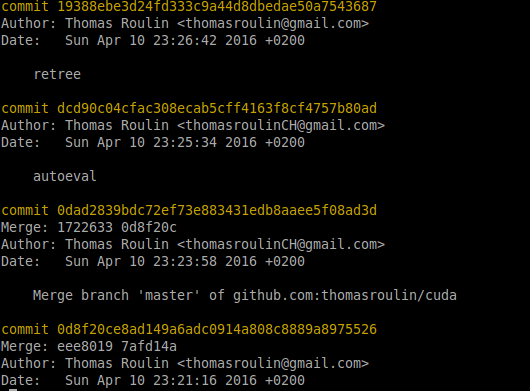 commit 19388ebe3d24fd333c9a44d8dbedae50a7543687
Author: Thomas Roulin <thomasroulin@gmail.com>
Date:   Sun Apr 10 23:26:42 2016 +0200
retree
commit dcd90c04cfac308ecab5cff4163f8cf4757b80ad
Author: Thomas Roulin <thomasroulinCH@gmail.com>
Date:   Sun Apr 10 23:25:34 2016 +0200
autoeval
commit 0dad2839bdc72ef73e883431edb8aaee5f08ad3d
Merge: 1722633 0d8f20c
Author: Thomas Roulin <thomasroulinCH@gmail.com>
Date:   Sun Apr 10 23:23:58 2016 +0200
Merge branch 'master' of github.com:thomasroulin/cuda
commit 0d8f20ce8ad149a6adc0914a808c8889a8975526
Merge: eee8019 7afd14a
Author: Thomas Roulin <thomasroulin@gmail.com>
Date:   Sun Apr 10 23:21:16 2016 +0200